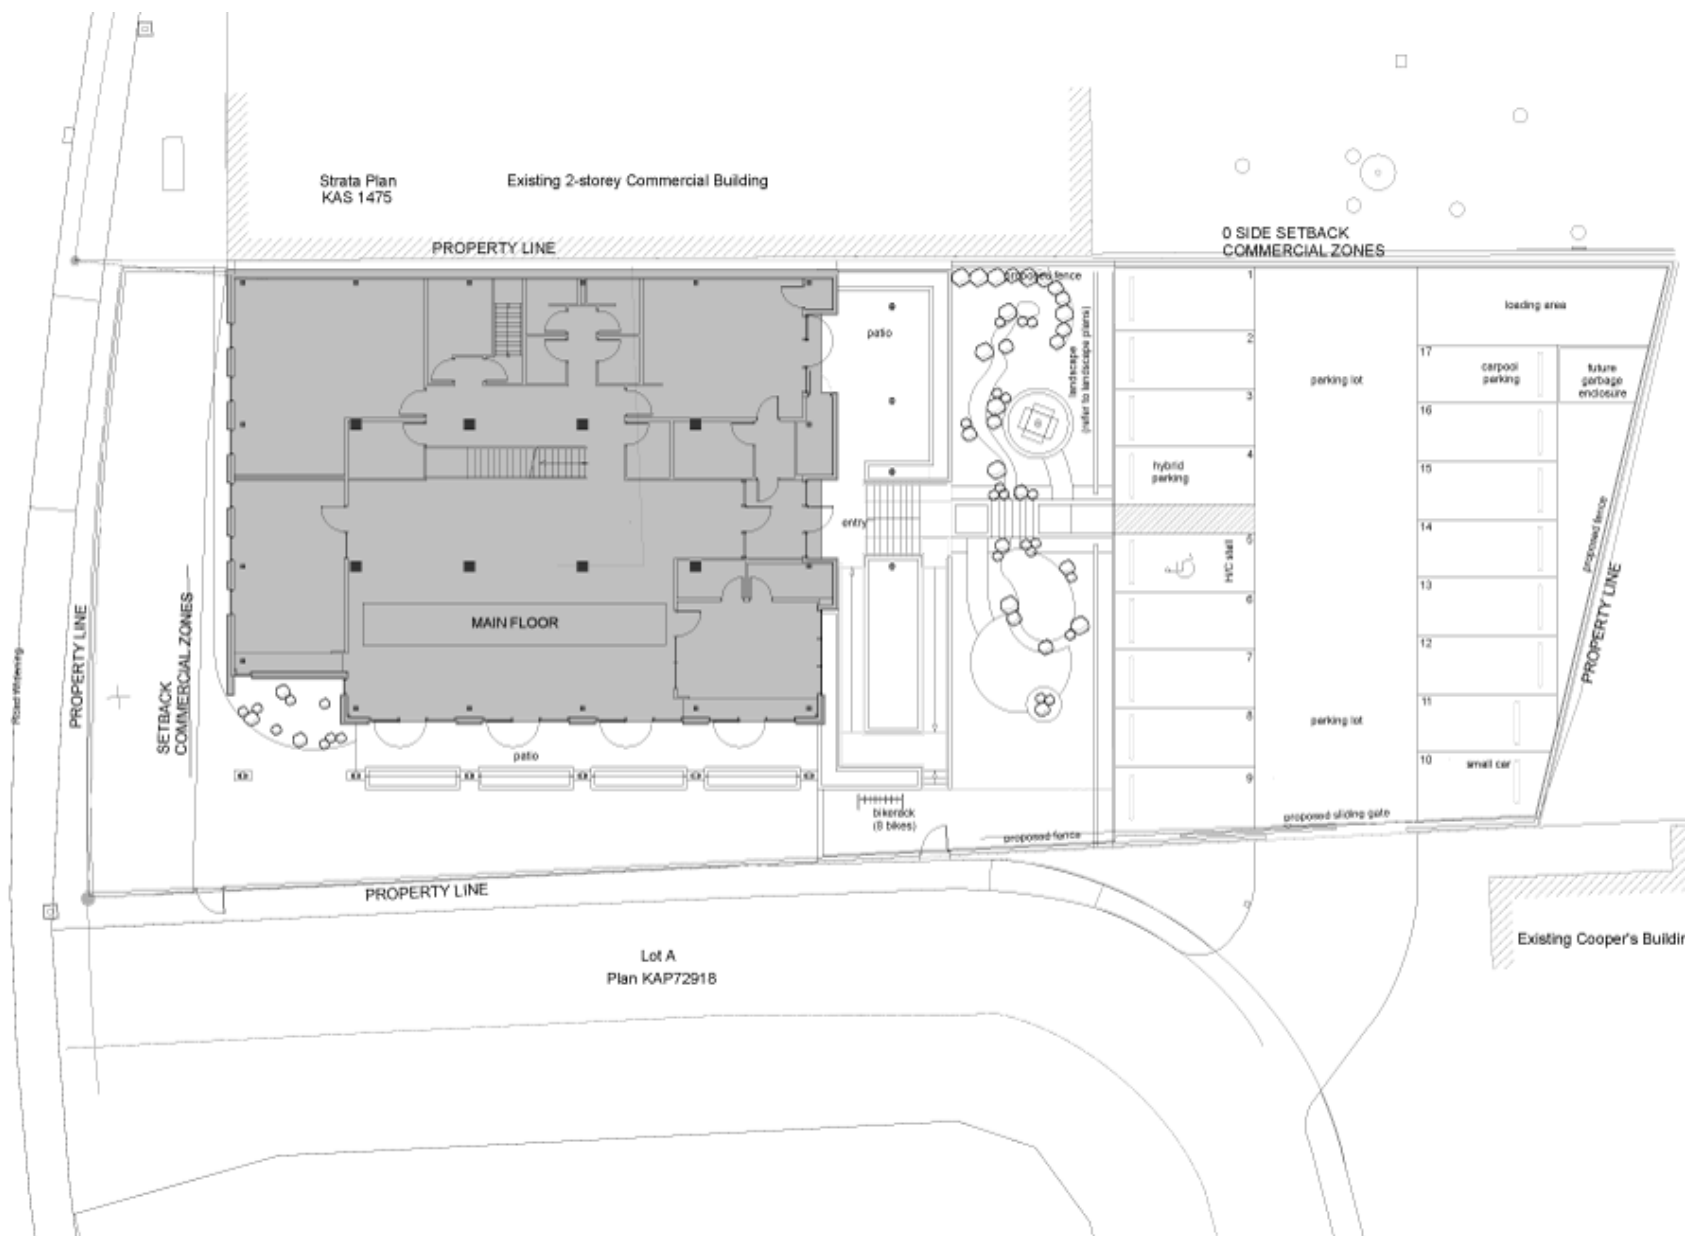 Strata Plan
KAS 1475
Existing 2-storey Commercial Building
PROPERTY LINE
0 SIDE SETBACK
COMMERCIAL ZONES
proposed fence
1
loading area
patio
landscape
(refer to landscape plans)
2
17
carpool
parking
future
garbage
enclosure
parking lot
3
16
4
hybrid
parking
15
entry
14
proposed fence
H/C stall
PROPERTY LINE
13
6
MAIN FLOOR
12
7
PROPERTY LINE
SETBACK
COMMERCIAL ZONES
Road Widening
11
8
parking lot
patio
10
small car
9
bikerack
(8 bikes)
proposed fence
proposed sliding gate
PROPERTY LINE
Existing Cooper's Buildin
Lot A
Plan KAP72918